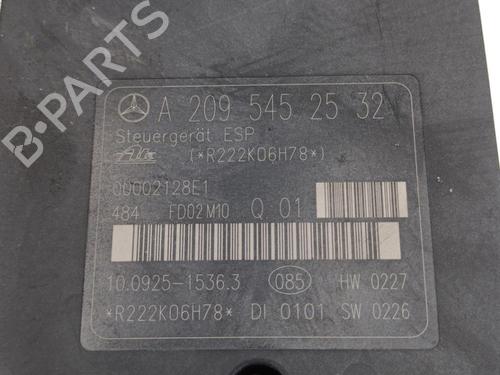 A 209 545 25 32
Steuergerät ESP
Ate (*R222K06H78*)
00002128E1
484 FD02M10 Q 01
10.0925-1536.3 085 HW 0227
*R222K06H78* DI 0101 SW 0226